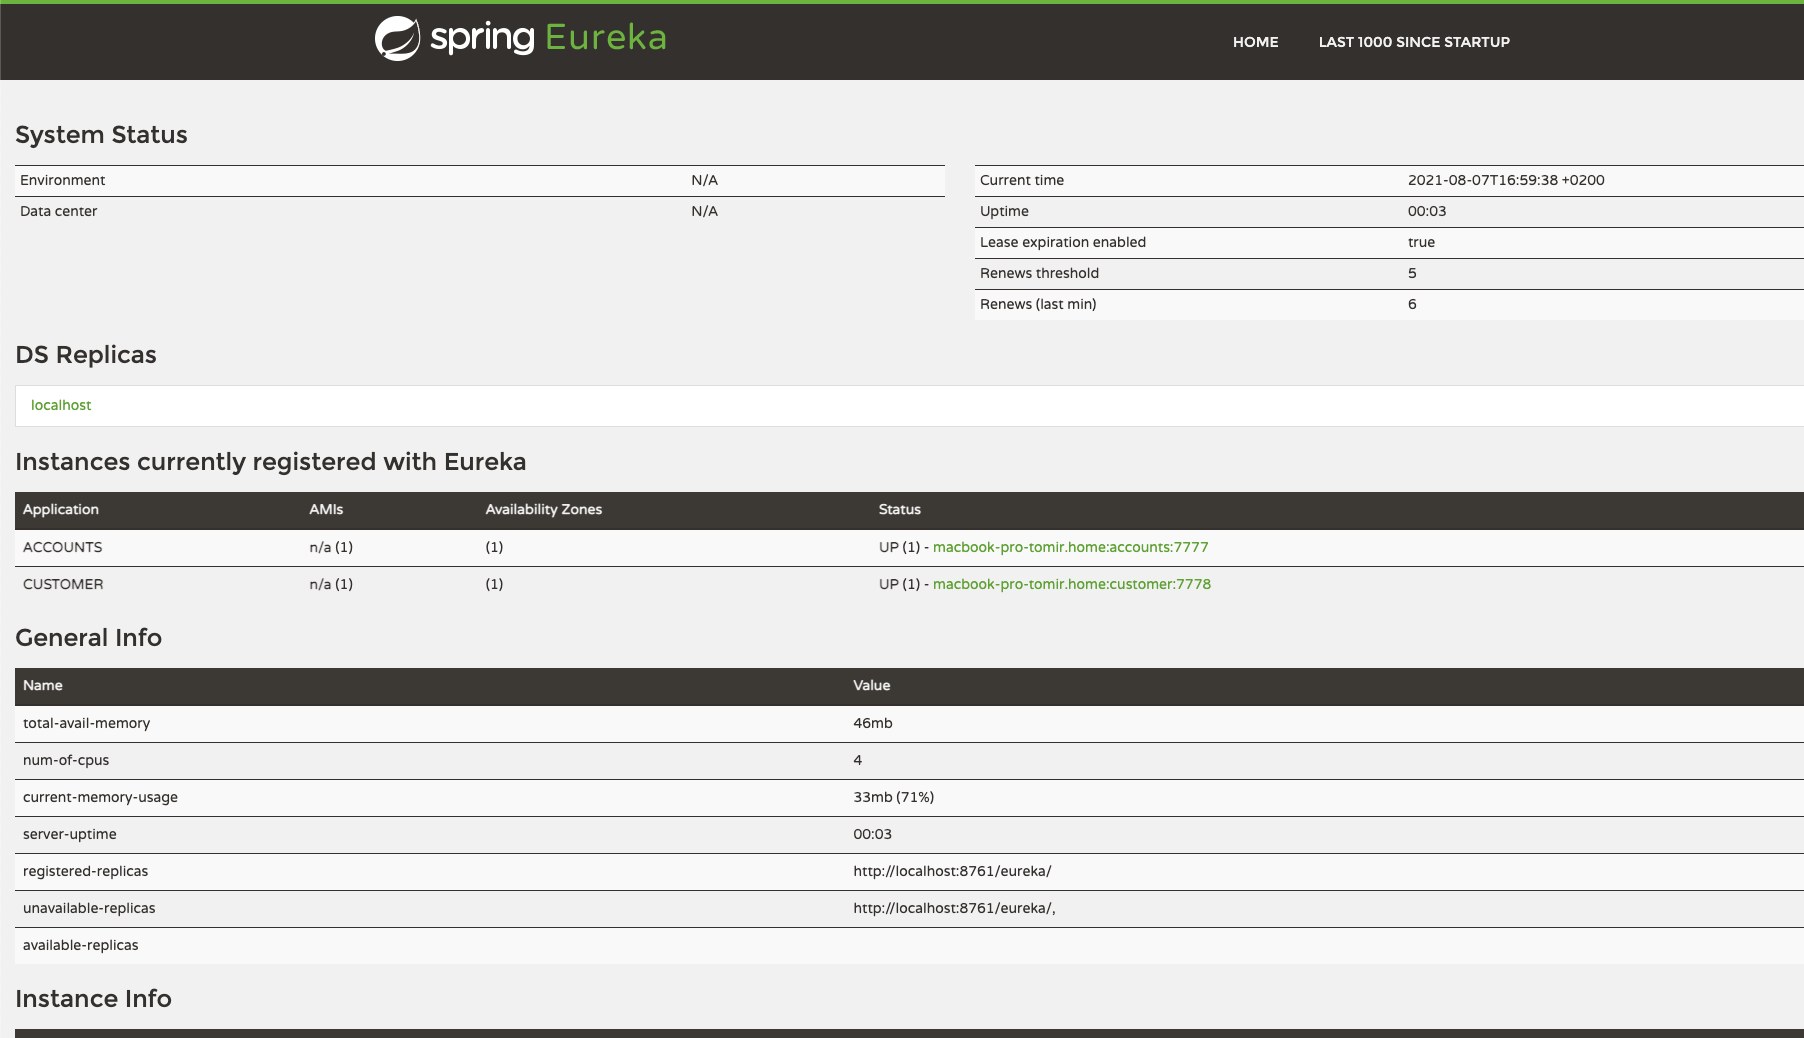 spring Eureka
HOME LAST 1000 SINCE STARTUP
System Status
Environment N/A
Data center N/A
Current time 2021-08-07T16:59:38 +0200
Uptime 00:03
Lease expiration enabled true
Renews threshold 5
Renews (last min) 6
DS Replicas
localhost
Instances currently registered with Eureka
Application AMIs Availability Zones Status
ACCOUNTS n/a (1) (1) UP (1) - macbook-pro-tomir.home:accounts:7777
CUSTOMER n/a (1) (1) UP (1) - macbook-pro-tomir.home:customer:7778
General Info
Name Value
total-avail-memory 46mb
num-of-cpus 4
current-memory-usage 33mb (71%)
server-uptime 00:03
registered-replicas http://localhost:8761/eureka/
unavailable-replicas http://localhost:8761/eureka/,
available-replicas
Instance Info